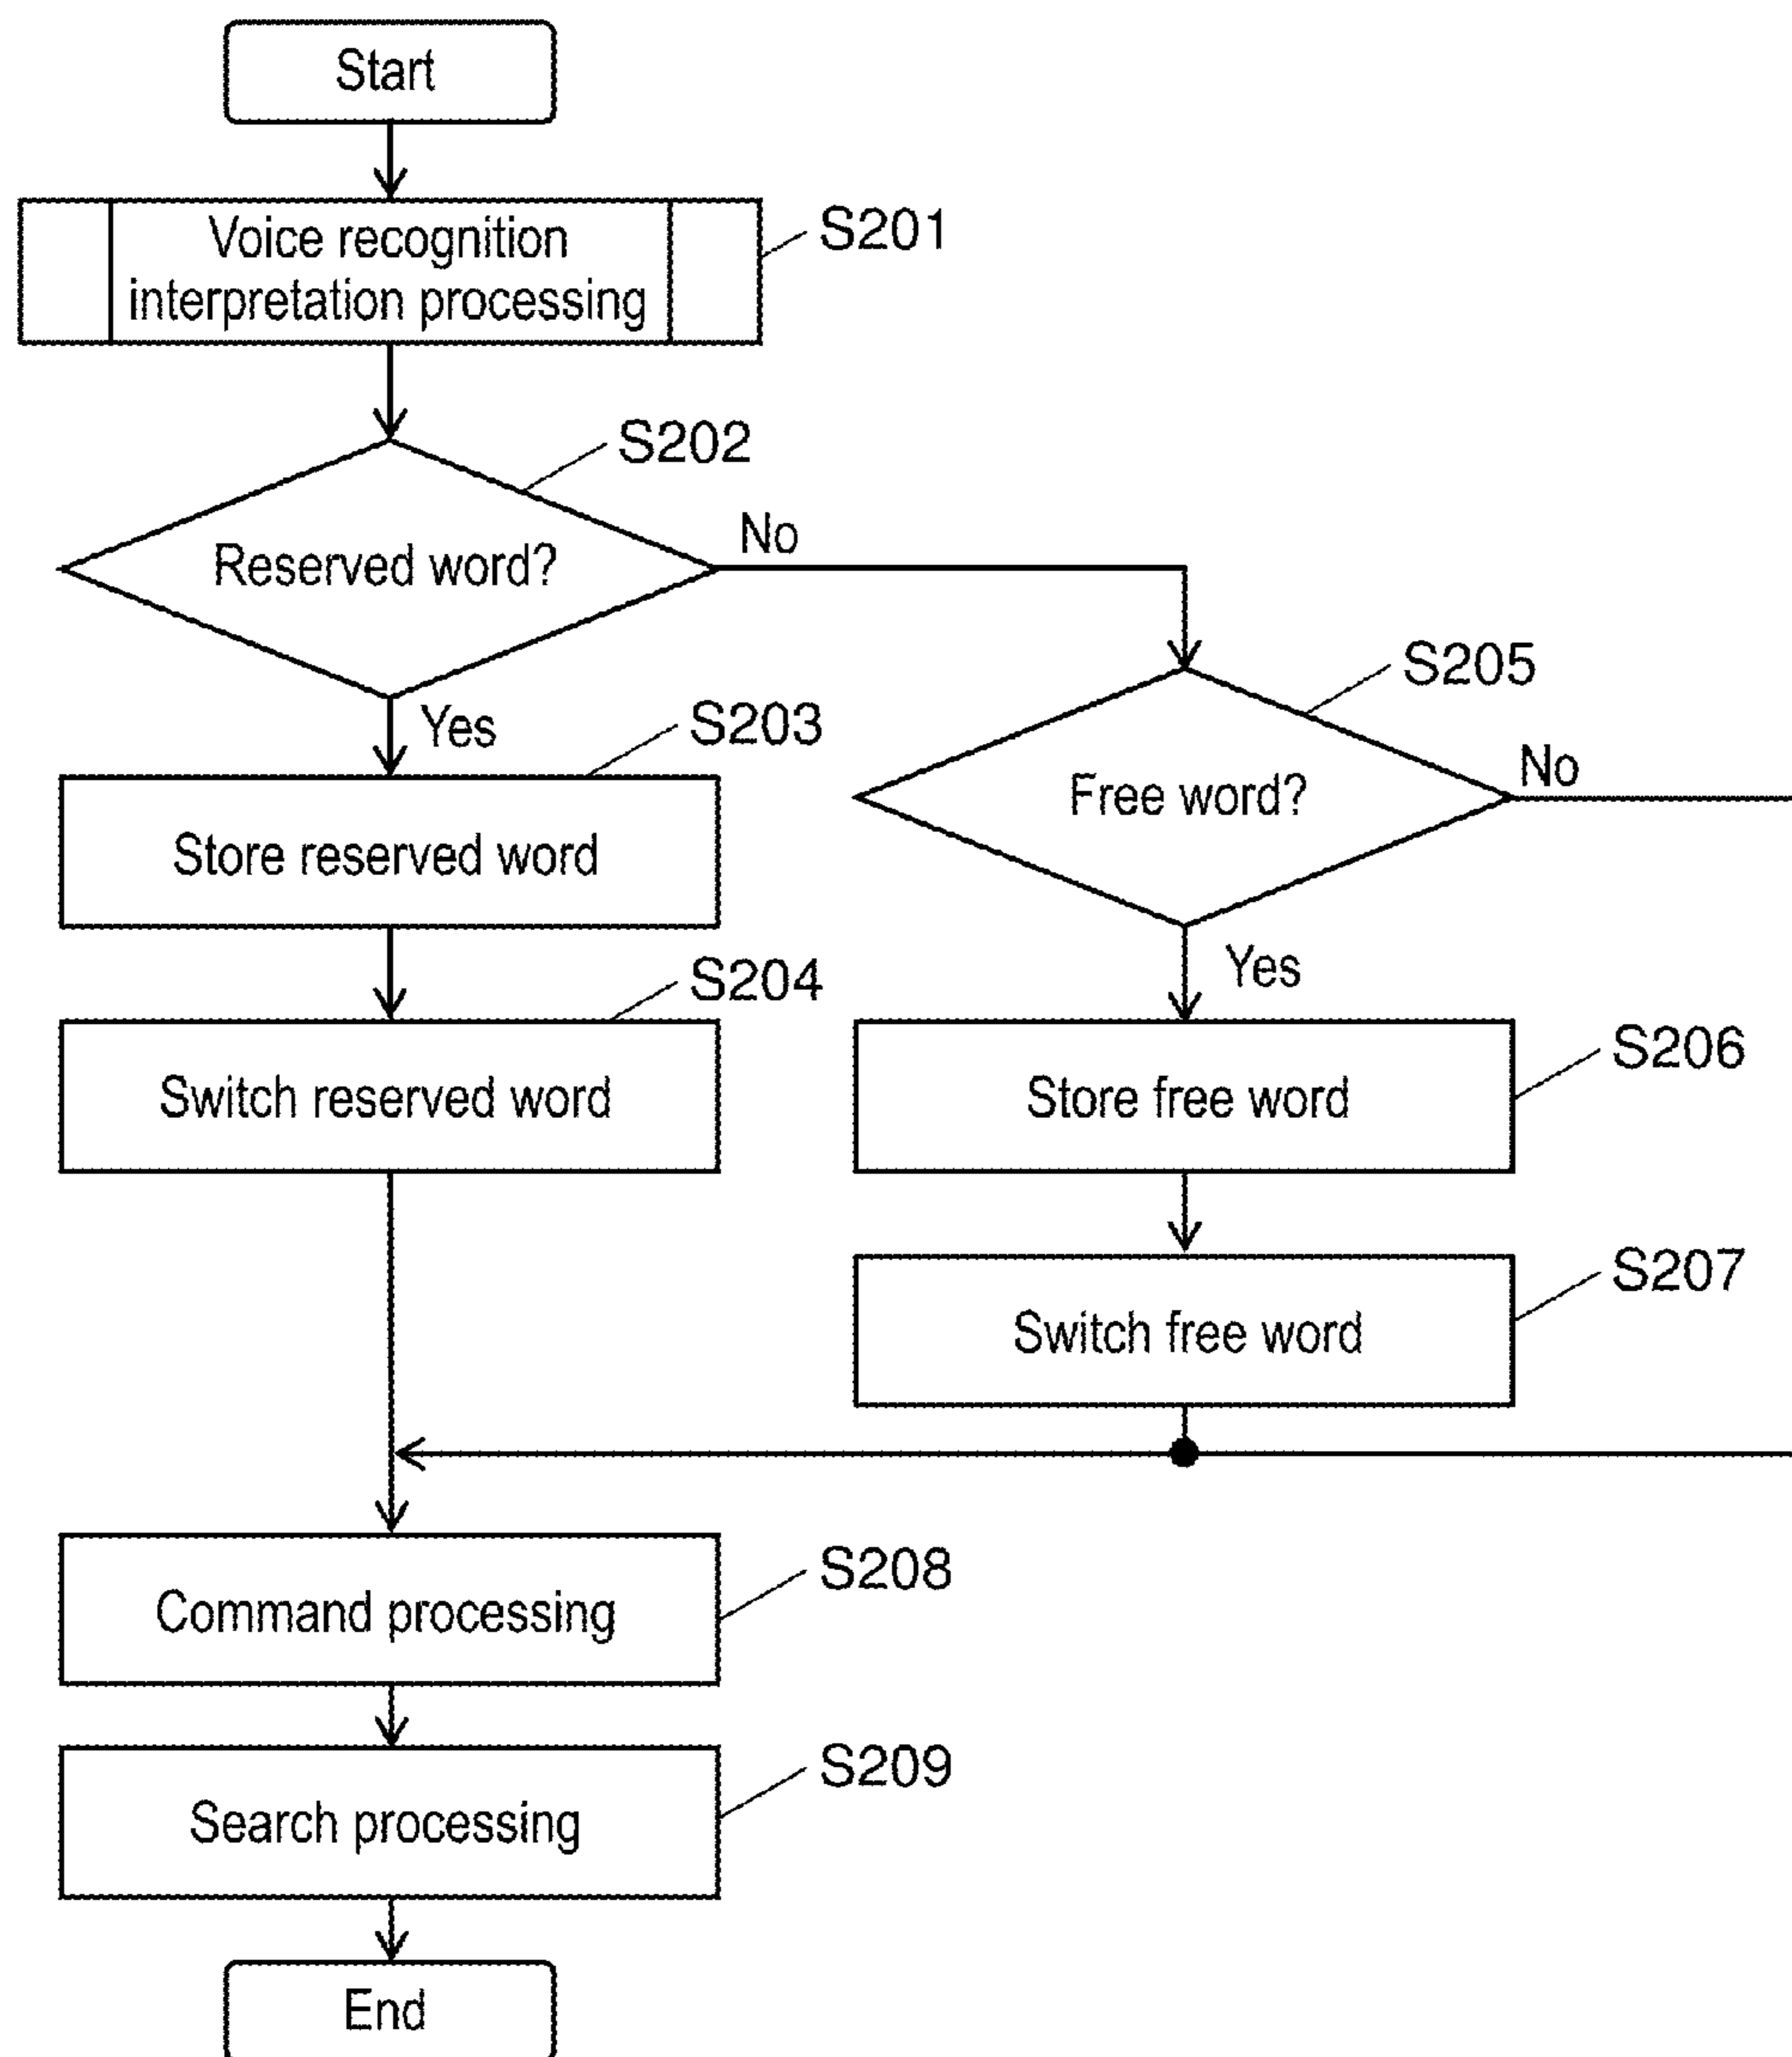 Start
Voice recognition
interpretation processing
S201
S202
Reserved word?
No
Yes
S203
Store reserved word
S204
Switch reserved word
S205
Free word?
No
Yes
S206
Store free word
S207
Switch free word
S208
Command processing
S209
Search processing
End